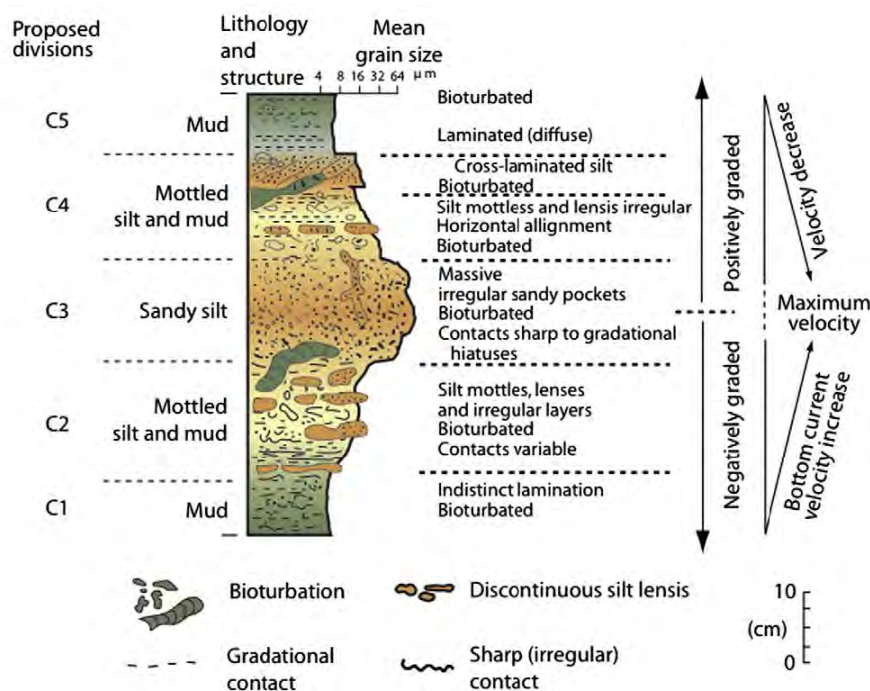 Proposed
divisions
Lithology
and
structure
Mean
grain size
4 8 16 32 64 μm
C5
Mud
Bioturbated
Laminated (diffuse)
C4
Mottled
silt and mud
Cross-laminated silt
Bioturbated
Silt mottless and lensis irregular
Horizontal allignment
Bioturbated
C3
Sandy silt
Massive
irregular sandy pockets
Bioturbated
Contacts sharp to gradational
hiatuses
C2
Mottled
silt and mud
Silt mottles, lenses
and irregular layers
Bioturbated
Contacts variable
C1
Mud
Indistinct lamination
Bioturbated
Positively graded
Negatively graded
Velocity decrease
Maximum
velocity
Bottom current
velocity increase
Bioturbation
Discontinuous silt lensis
Gradational
contact
Sharp (irregular)
contact
10
(cm)
0